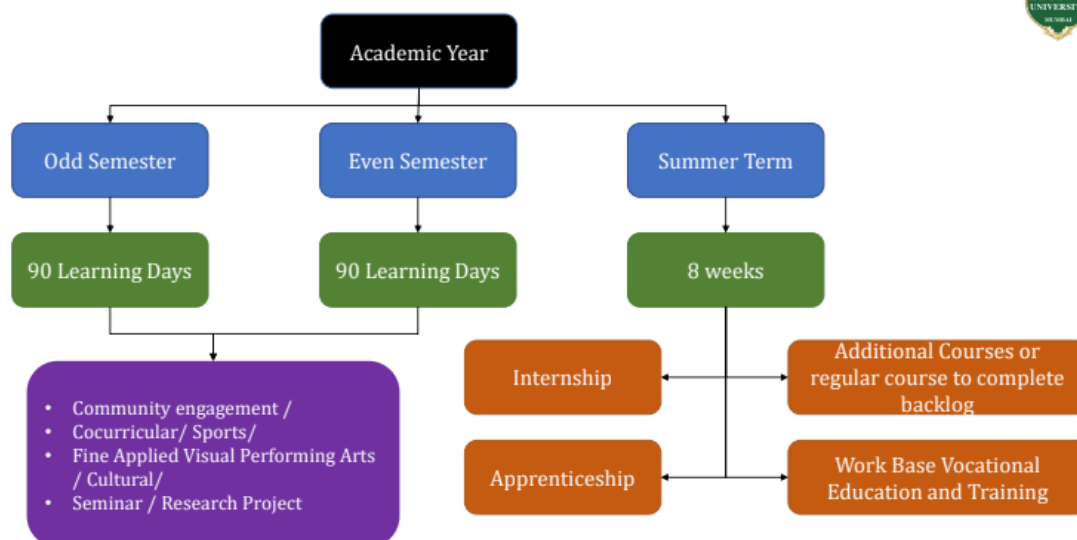 UNIVERSIT
MUMBAI
Academic Year
Odd Semester
Even Semester
Summer Term
90 Learning Days
90 Learning Days
8 weeks
• Community engagement /
• Cocurricular/ Sports/
• Fine Applied Visual Performing Arts
/ Cultural/
• Seminar / Research Project
Internship
Additional Courses or
regular course to complete
backlog
Apprenticeship
Work Base Vocational
Education and Training